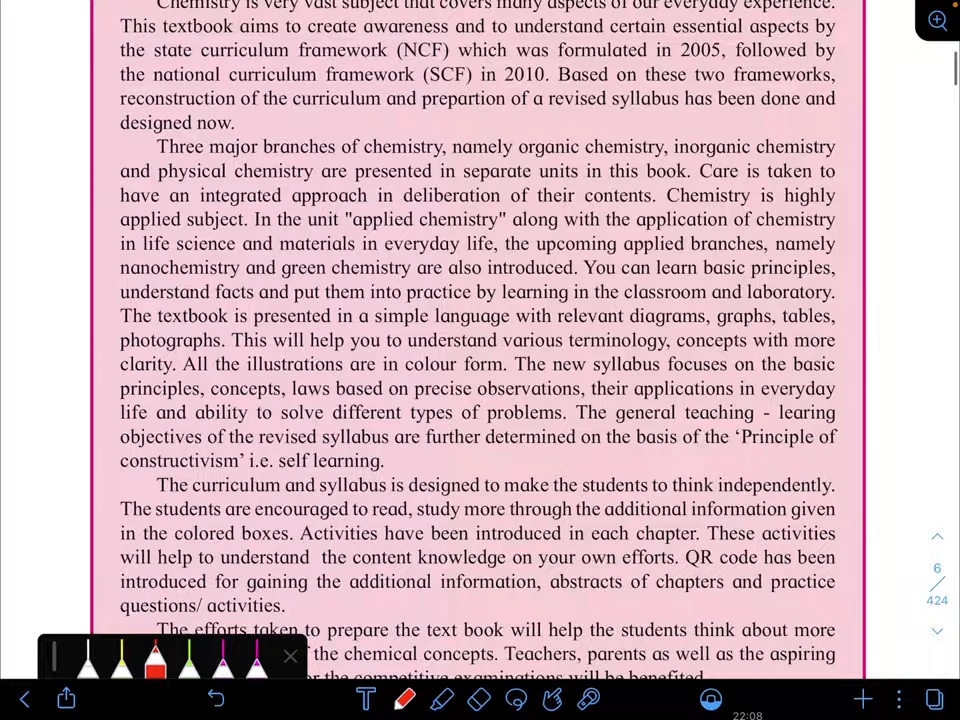 Chemistry is very vast subject that covers many aspects of our everyday experience.
This textbook aims to create awareness and to understand certain essential aspects by
the state curriculum framework (NCF) which was formulated in 2005, followed by
the national curriculum framework (SCF) in 2010. Based on these two frameworks,
reconstruction of the curriculum and prepartion of a revised syllabus has been done and
designed now.
Three major branches of chemistry, namely organic chemistry, inorganic chemistry
and physical chemistry are presented in separate units in this book. Care is taken to
have an integrated approach in deliberation of their contents. Chemistry is highly
applied subject. In the unit "applied chemistry" along with the application of chemistry
in life science and materials in everyday life, the upcoming applied branches, namely
nanochemistry and green chemistry are also introduced. You can learn basic principles,
understand facts and put them into practice by learning in the classroom and laboratory.
The textbook is presented in a simple language with relevant diagrams, graphs, tables,
photographs. This will help you to understand various terminology, concepts with more
clarity. All the illustrations are in colour form. The new syllabus focuses on the basic
principles, concepts, laws based on precise observations, their applications in everyday
life and ability to solve different types of problems. The general teaching - learing
objectives of the revised syllabus are further determined on the basis of the ‘Principle of
constructivism’ i.e. self learning.
The curriculum and syllabus is designed to make the students to think independently.
The students are encouraged to read, study more through the additional information given
in the colored boxes. Activities have been introduced in each chapter. These activities
will help to understand the content knowledge on your own efforts. QR code has been
introduced for gaining the additional information, abstracts of chapters and practice
questions/ activities.
The efforts taken to prepare the text book will help the students think about more
the chemical concepts. Teachers, parents as well as the aspiring
the competitive examinations will be benefited.
6
424
T
22:08